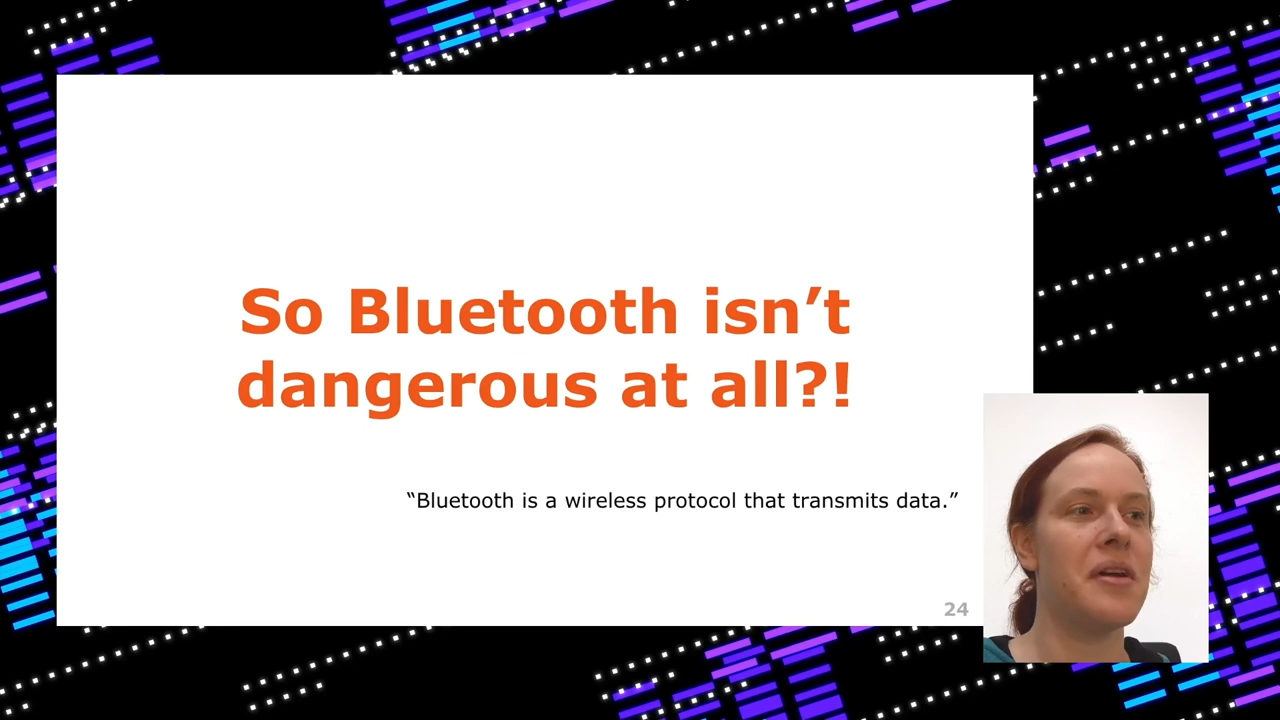 So Bluetooth isn’t
dangerous at all?!
“Bluetooth is a wireless protocol that transmits data.”
24